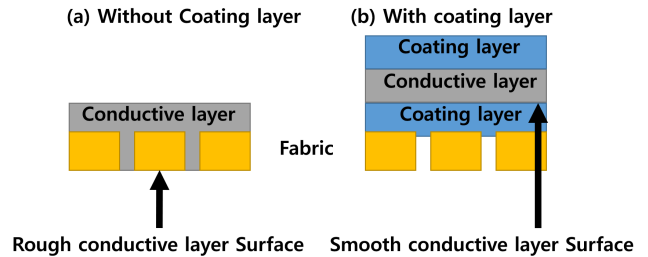 (a) Without Coating layer
(b) With coating layer
Coating layer
Conductive layer
Conductive layer
Coating layer
Fabric
Rough conductive layer Surface
Smooth conductive layer Surface